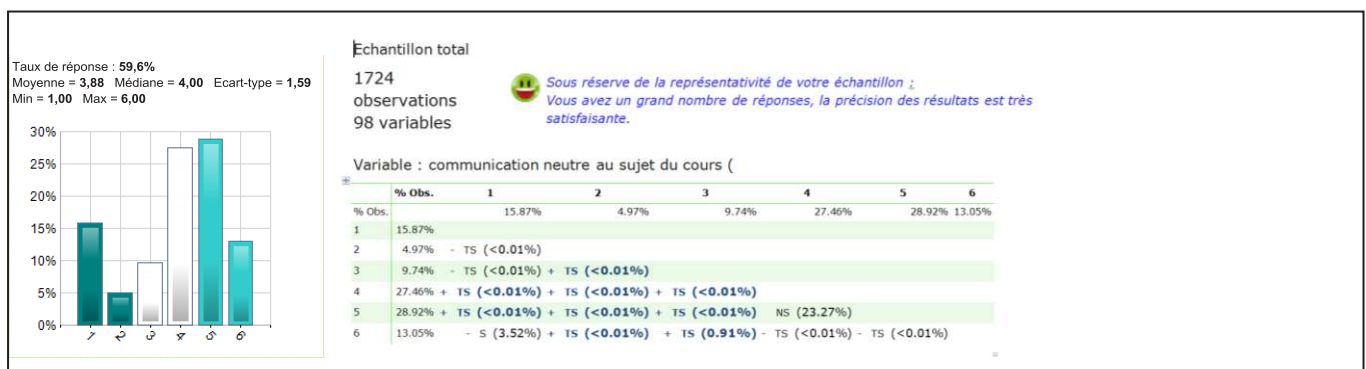 Taux de réponse : 59,6%
Moyenne = 3,88 Médiane = 4,00 Ecart-type = 1,59
Min = 1,00 Max = 6,00
30%
25%
20%
15%
10%
5%
0%
1 2 3 4 5 6
Echantillon total
1724
observations
98 variables
Sous réserve de la représentativité de votre échantillon :
Vous avez un grand nombre de réponses, la précision des résultats est très
satisfaisante.
Variable : communication neutre au sujet du cours (
% Obs. 1 2 3 4 5 6
% Obs. 15.87% 4.97% 9.74% 27.46% 28.92% 13.05%
1 15.87%
2 4.97% - TS (<0.01%)
3 9.74% - TS (<0.01%) + TS (<0.01%)
4 27.46% + TS (<0.01%) + TS (<0.01%) + TS (<0.01%)
5 28.92% + TS (<0.01%) + TS (<0.01%) + TS (<0.01%) NS (23.27%)
6 13.05% - S (3.52%) + TS (<0.01%) + TS (0.91%) - TS (<0.01%) - TS (<0.01%)